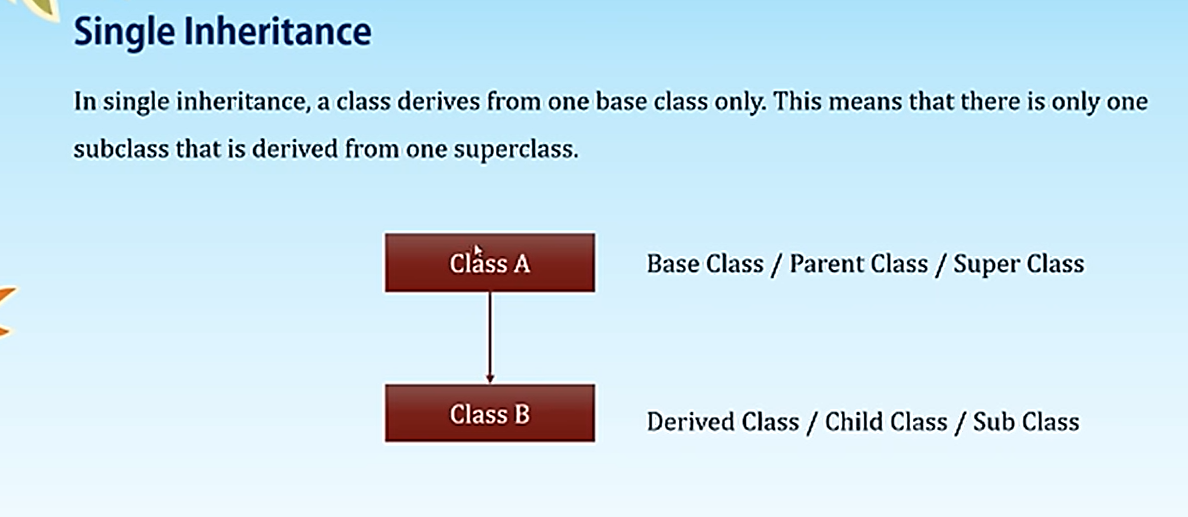 Single Inheritance
In single inheritance, a class derives from one base class only. This means that there is only one
subclass that is derived from one superclass.
Class A
Base Class / Parent Class / Super Class
Class B
Derived Class / Child Class / Sub Class